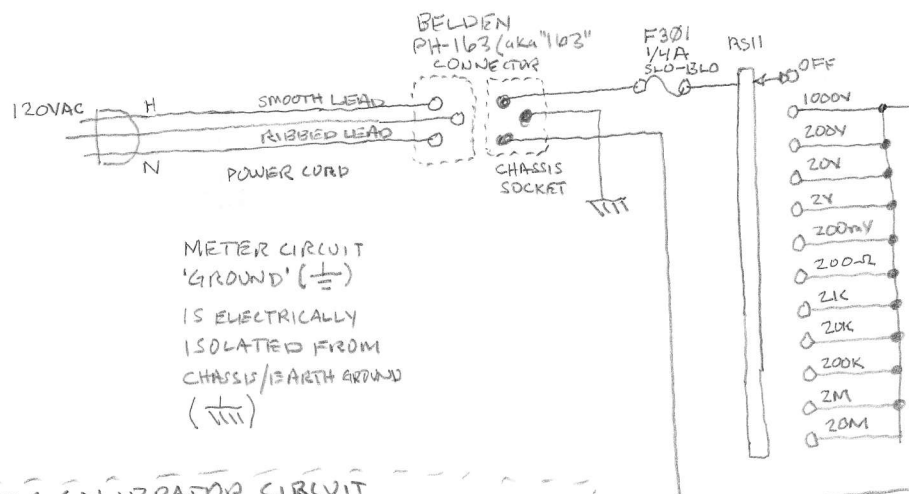 BELDEN
PH-163 (aka "163"
CONNECTOR
F301
1/4A
SLO-BLO
RS11
OFF
120VAC
H
SMOOTH LEAD
RIBBED LEAD
N
POWER CORD
CHASSIS
SOCKET
1000V
200V
20V
2V
200mV
200Ω
2K
20K
200K
2M
20M
METER CIRCUIT
'GROUND' (⏚)
IS ELECTRICALLY
ISOLATED FROM
CHASSIS/EARTH GROUND
CIRCUIT